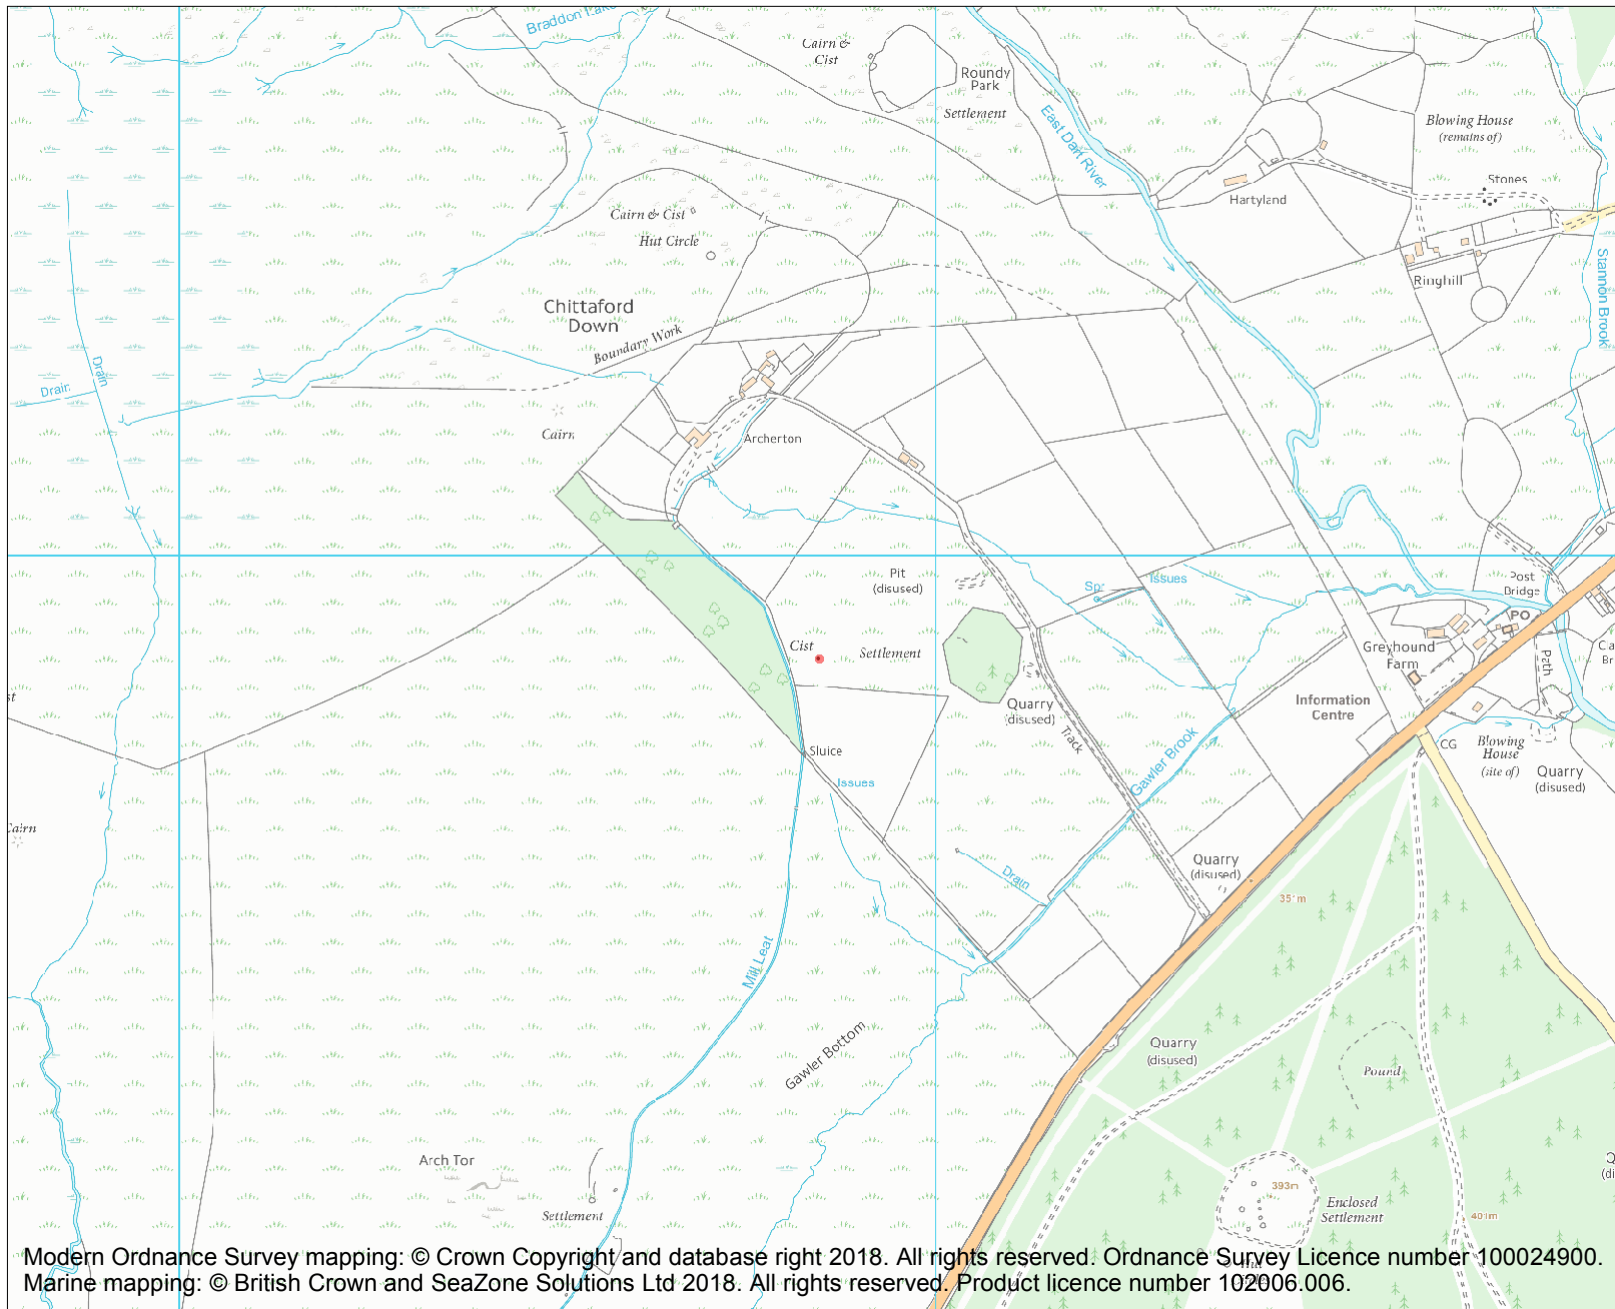 Braddon Lake
Cairn &
Cist
Roundy
Park
Settlement
East Dart River
Blowing House
(remains of)
Stones
Hartyland
Cairn & Cist
Hut Circle
Stannon Brook
Ringhill
Chittaford
Down
Boundary Work
Drain
Drain
Cairn
Archerton
Pit
(disused)
Sp
Issues
Post
Bridge
PO
Cist
Settlement
Greyhound
Farm
Path
Quarry
(disused)
Information
Centre
Track
Sluice
Issues
Gawler Brook
CG
Blowing
House
(site of)
Quarry
(disused)
Cairn
Quarry
(disused)
Drain
351m
Mill Leat
Gawler Bottom
Quarry
(disused)
Pound
Arch Tor
393m
Enclosed
Settlement
Settlement
401m
Modern Ordnance Survey mapping: © Crown Copyright and database right 2018. All rights reserved. Ordnance Survey Licence number 100024900.
Marine mapping: © British Crown and SeaZone Solutions Ltd 2018. All rights reserved. Product licence number 102006.006.